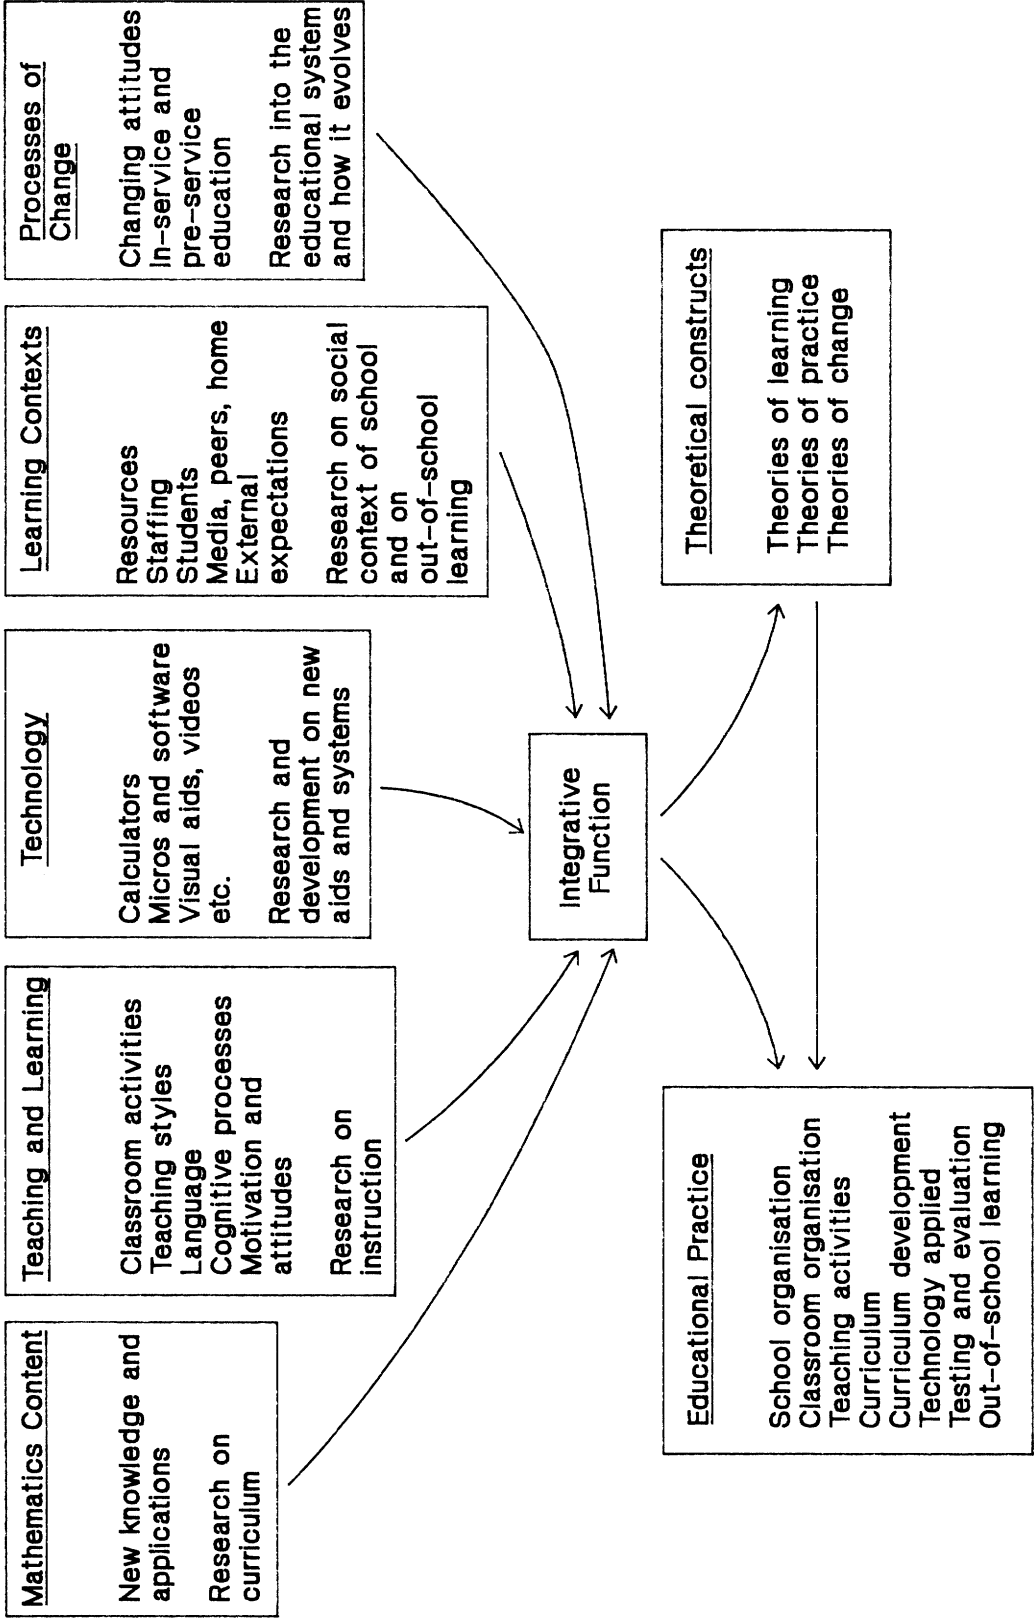 Mathematics Content
New knowledge and
applications
Research on
curriculum
Teaching and Learning
Classroom activities
Teaching styles
Language
Cognitive processes
Motivation and
attitudes
Research on
instruction
Technology
Calculators
Micros and software
Visual aids, videos
etc.
Research and
development on new
aids and systems
Learning Contexts
Resources
Staffing
Students
Media, peers, home
External
expectations
Research on social
context of school
and on
out-of-school
learning
Processes of
Change
Changing attitudes
In-service and
pre-service
education
Research into the
educational system
and how it evolves
Integrative
Function
Educational Practice
School organisation
Classroom organisation
Teaching activities
Curriculum
Curriculum development
Technology applied
Testing and evaluation
Out-of-school learning
Theoretical constructs
Theories of learning
Theories of practice
Theories of change